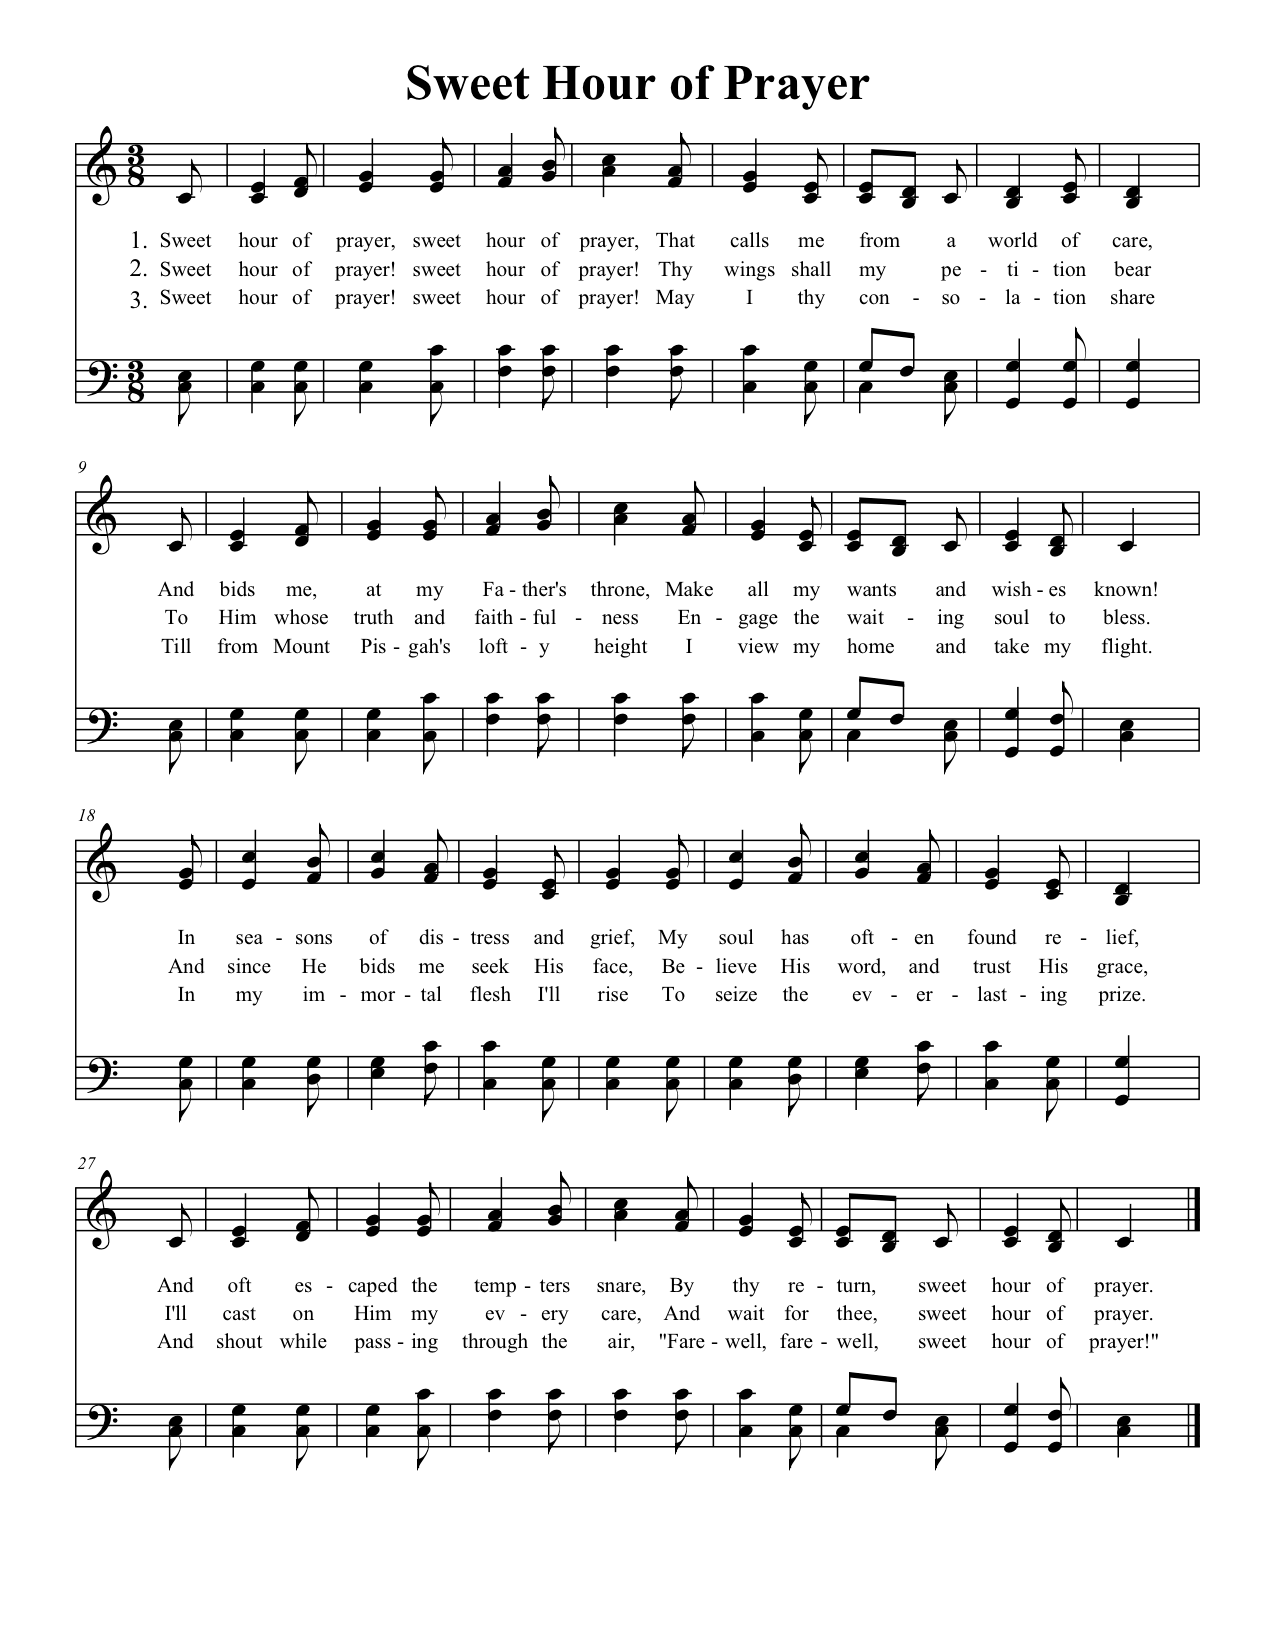 Sweet Hour of Prayer
3
8
1. Sweet hour of prayer, sweet hour of prayer, That calls me from a world of care,
2. Sweet hour of prayer! sweet hour of prayer! Thy wings shall my pe - ti - tion bear
3. Sweet hour of prayer! sweet hour of prayer! May I thy con - so - la - tion share
3
8
9
And bids me, at my Fa - ther's throne, Make all my wants and wish - es known!
To Him whose truth and faith - ful - ness En - gage the wait - ing soul to bless.
Till from Mount Pis - gah's loft - y height I view my home and take my flight.
18
In sea - sons of dis - tress and grief, My soul has oft - en found re - lief,
And since He bids me seek His face, Be - lieve His word, and trust His grace,
In my im - mor - tal flesh I'll rise To seize the ev - er - last - ing prize.
27
And oft es - caped the temp - ters snare, By thy re - turn, sweet hour of prayer.
I'll cast on Him my ev - ery care, And wait for thee, sweet hour of prayer.
And shout while pass - ing through the air, "Fare - well, fare - well, sweet hour of prayer!"